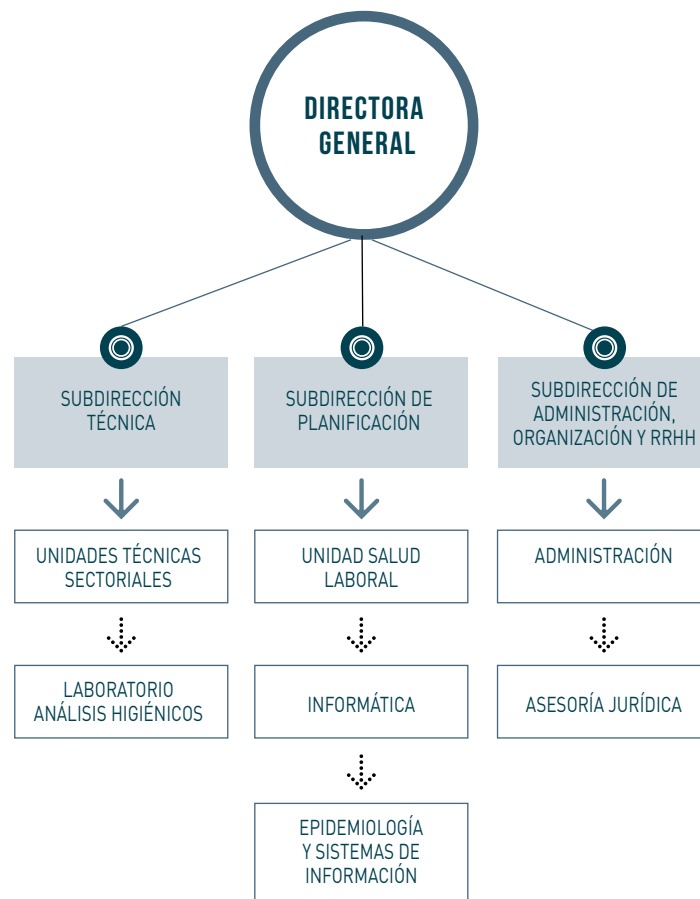 DIRECTORA
GENERAL
SUBDIRECCIÓN
TÉCNICA
SUBDIRECCIÓN DE
PLANIFICACIÓN
SUBDIRECCIÓN DE
ADMINISTRACIÓN,
ORGANIZACIÓN Y RRHH
UNIDADES TÉCNICAS
SECTORIALES
UNIDAD SALUD
LABORAL
ADMINISTRACIÓN
LABORATORIO
ANÁLISIS HIGIÉNICOS
INFORMÁTICA
ASESORÍA JURÍDICA
EPIDEMIOLOGÍA
Y SISTEMAS DE
INFORMACIÓN